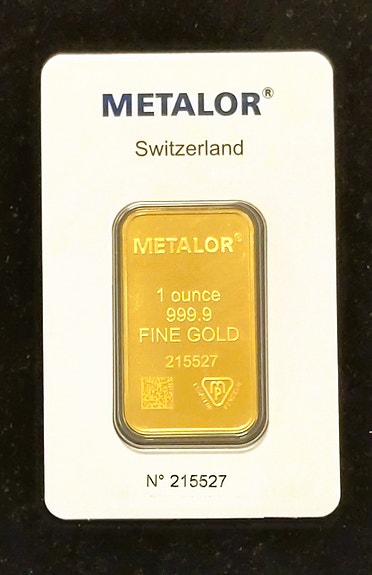 METALOR®
Switzerland
METALOR®
1 ounce
999.9
FINE GOLD
215527
N° 215527